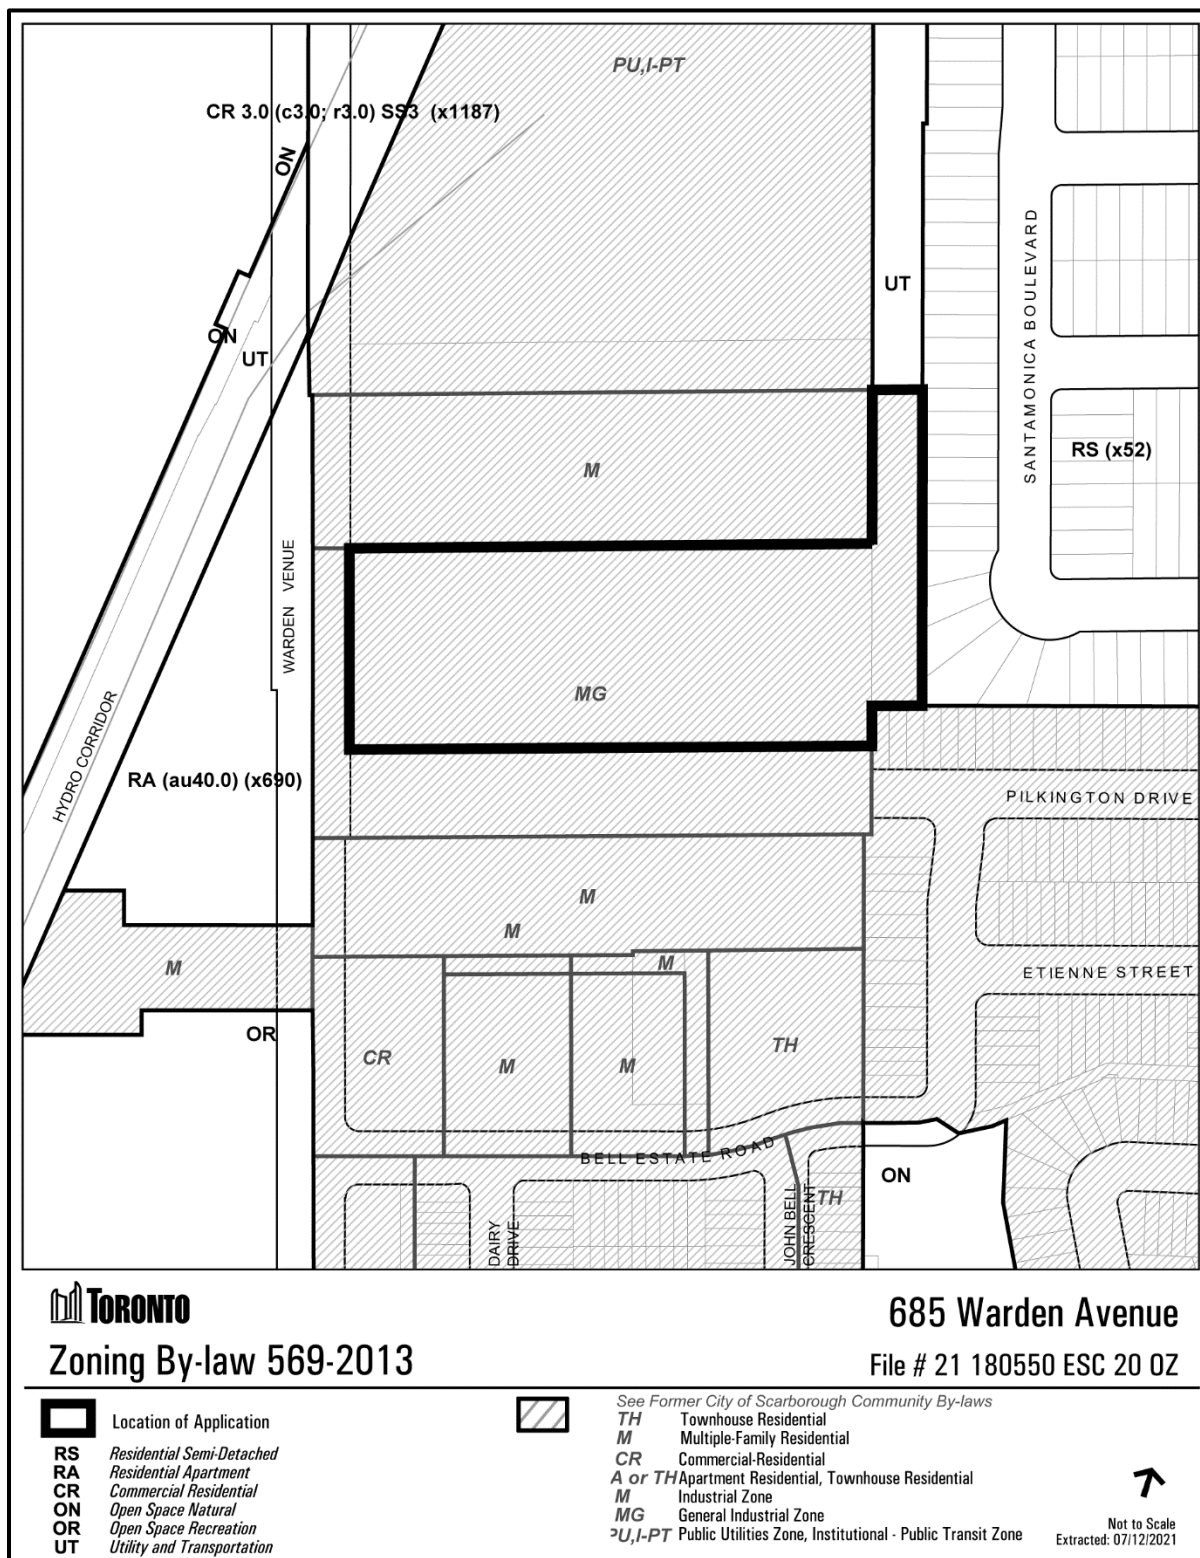 PU,I-PT
CR 3.0 (c3.0; r3.0) SS3 (x1187)
ON
SANTAMONICA BOULEVARD
UT
ON
UT
RS (x52)
M
WARDEN VENUE
MG
HYDRO CORRIDOR
RA (au40.0) (x690)
PILKINGTON DRIVE
M
M
M
M
ETIENNE STREET
OR
CR
M
M
TH
BELL ESTATE ROAD
ON
TH
DAIRY
DRIVE
JOHN BELL
CRESCENT
TORONTO
685 Warden Avenue
Zoning By-law 569-2013
File # 21 180550 ESC 20 OZ
Location of Application
RS Residential Semi-Detached
RA Residential Apartment
CR Commercial Residential
ON Open Space Natural
OR Open Space Recreation
UT Utility and Transportation
See Former City of Scarborough Community By-laws
TH Townhouse Residential
M Multiple-Family Residential
CR Commercial-Residential
A or TH Apartment Residential, Townhouse Residential
M Industrial Zone
MG General Industrial Zone
PU,I-PT Public Utilities Zone, Institutional - Public Transit Zone
Not to Scale
Extracted: 07/12/2021